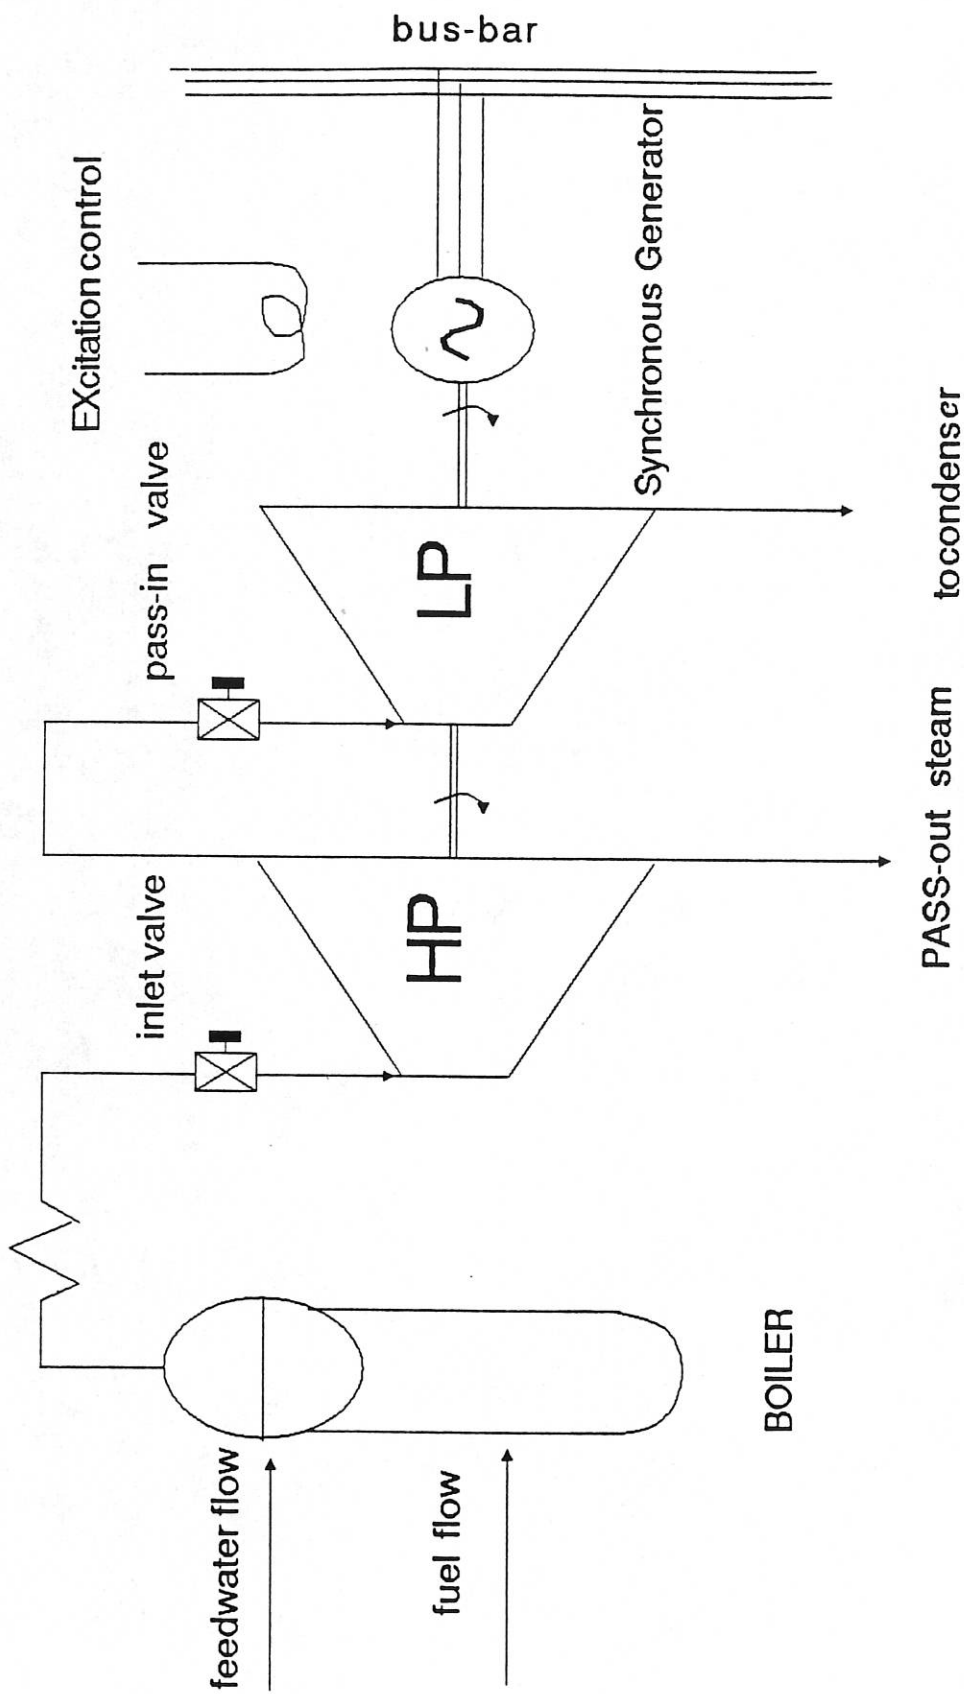 bus-bar
EXcitation control
Synchronous Generator
pass-in valve
LP
tocondenser
inlet valve
HP
PASS-out steam
BOILER
feedwater flow
fuel flow